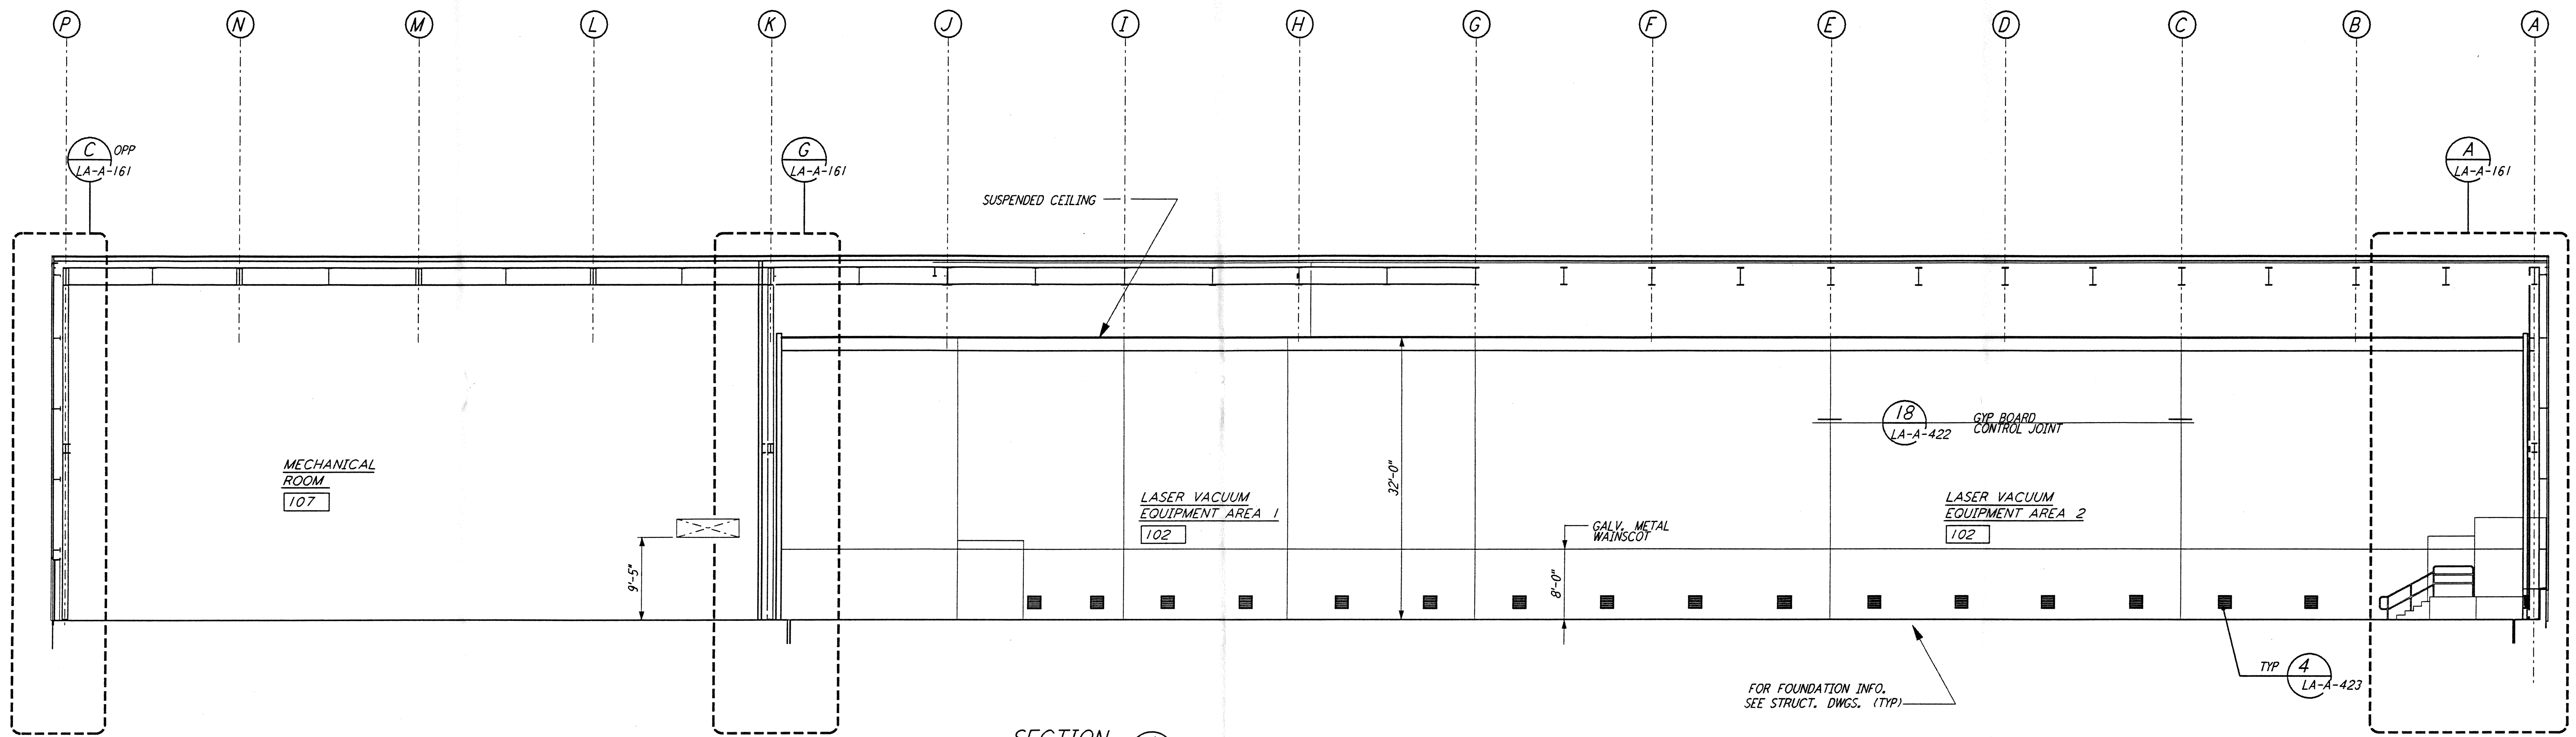 P
N
M
L
K
J
I
H
G
F
E
D
C
B
A
C OPP
LA-A-161
G
LA-A-161
A
LA-A-161
SUSPENDED CEILING
18
LA-A-422
GYP BOARD
CONTROL JOINT
MECHANICAL
ROOM
107
32'-0"
LASER VACUUM
EQUIPMENT AREA 1
102
LASER VACUUM
EQUIPMENT AREA 2
102
GALV. METAL
WAINSCOT
9'-5"
8'-0"
TYP 4
LA-A-423
FOR FOUNDATION INFO.
SEE STRUCT. DWGS. (TYP)
SECTION